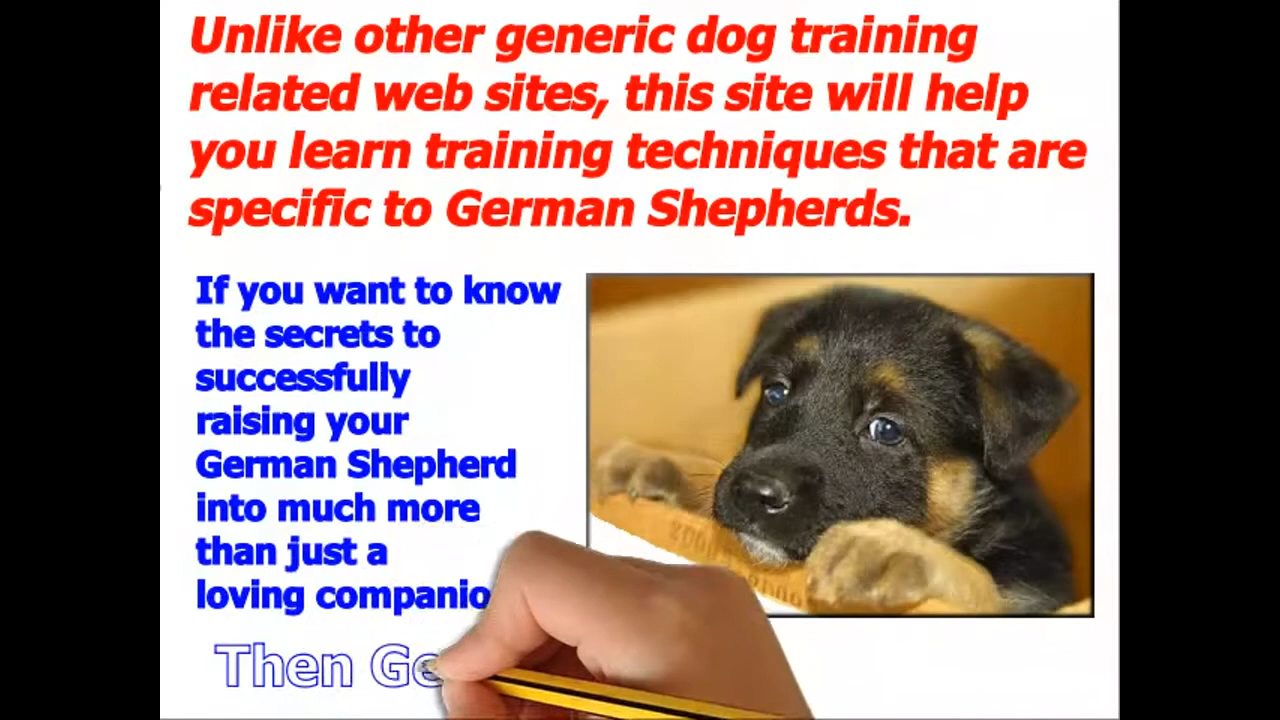 Unlike other generic dog training
related web sites, this site will help
you learn training techniques that are
specific to German Shepherds.
If you want to know
the secrets to
successfully
raising your
German Shepherd
into much more
than just a
loving companio
Then Ge